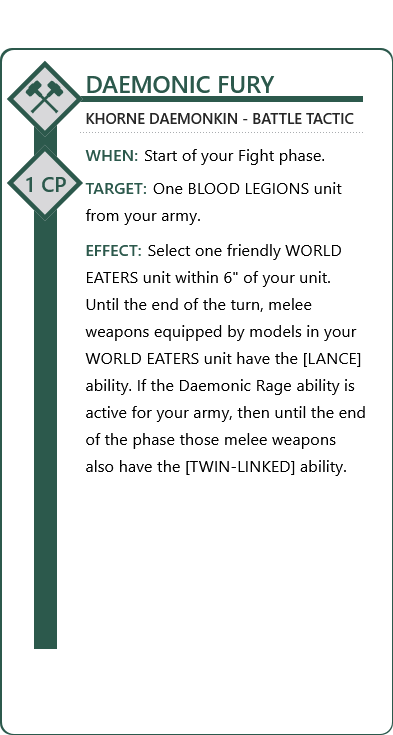 DAEMONIC FURY
KHORNE DAEMONKIN - BATTLE TACTIC
WHEN: Start of your Fight phase.
1 CP
TARGET: One BLOOD LEGIONS unit
from your army.
EFFECT: Select one friendly WORLD
EATERS unit within 6" of your unit.
Until the end of the turn, melee
weapons equipped by models in your
WORLD EATERS unit have the [LANCE]
ability. If the Daemonic Rage ability is
active for your army, then until the end
of the phase those melee weapons
also have the [TWIN-LINKED] ability.